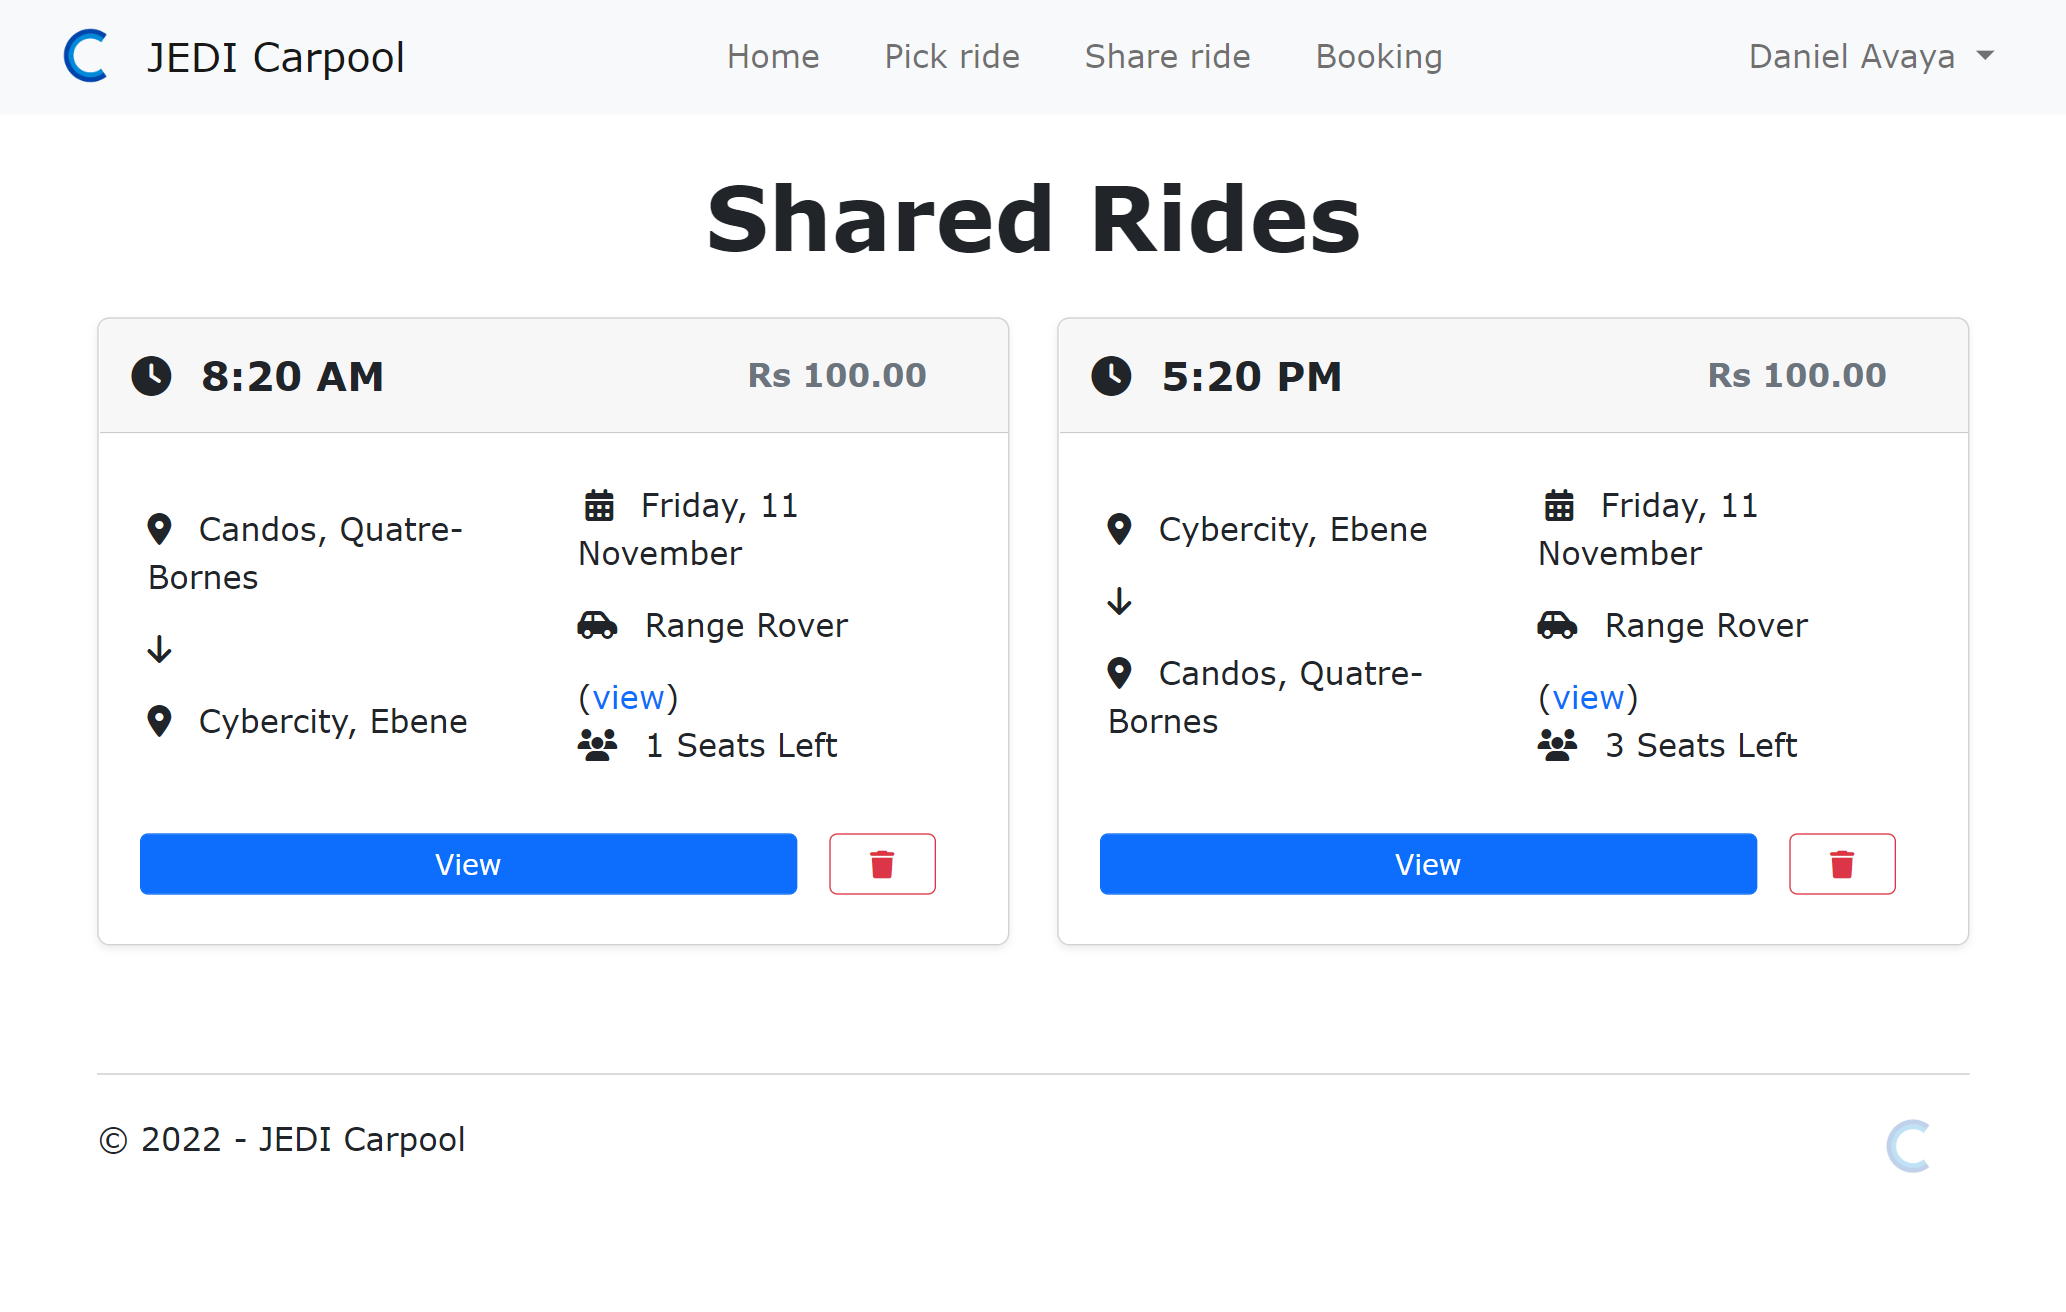 JEDI Carpool
Home
Pick ride
Share ride
Booking
Daniel Avaya
Shared Rides
8:20 AM
Rs 100.00
Candos, Quatre-
Bornes
Cybercity, Ebene
Friday, 11
November
Range Rover
(view)
1 Seats Left
View
5:20 PM
Rs 100.00
Cybercity, Ebene
Candos, Quatre-
Bornes
Friday, 11
November
Range Rover
(view)
3 Seats Left
View
© 2022 - JEDI Carpool